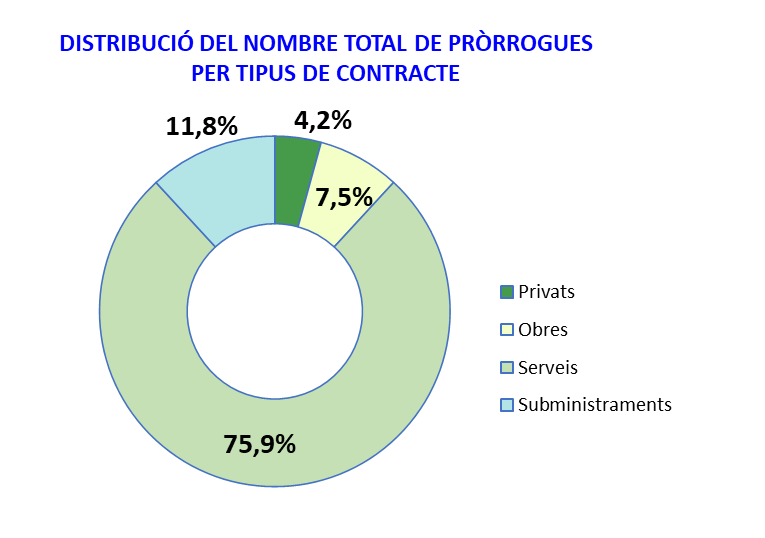 DISTRIBUCIÓ DEL NOMBRE TOTAL DE PRÒRROGUES
PER TIPUS DE CONTRACTE
11,8%
4,2%
7,5%
75,9%
Privats
Obres
Serveis
Subministraments